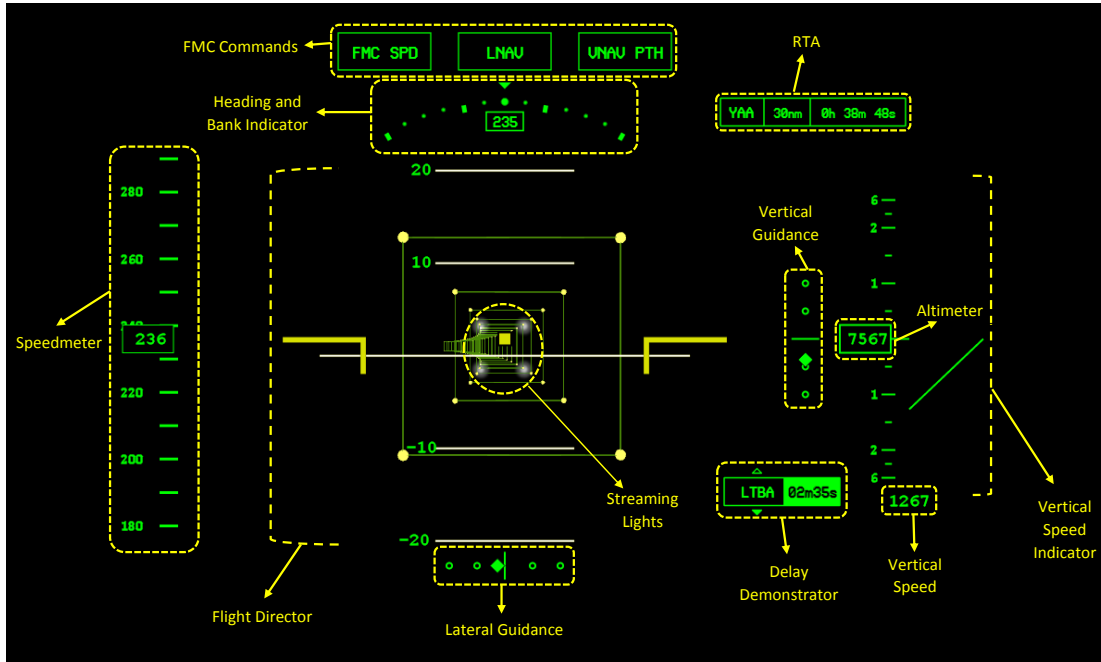 FMC Commands
FMC SPD
LNAV
VNAV PTH
RTA
YAA
30nm
0h 38m 48s
Heading and
Bank Indicator
235
20
280
260
240
236
220
200
180
Speedmeter
10
-10
-20
Vertical
Guidance
6
2
1
7567
1
2
6
Altimeter
Streaming
Lights
LTBA
02m35s
1267
Vertical
Speed
Indicator
Delay
Demonstrator
Vertical
Speed
Flight Director
Lateral Guidance